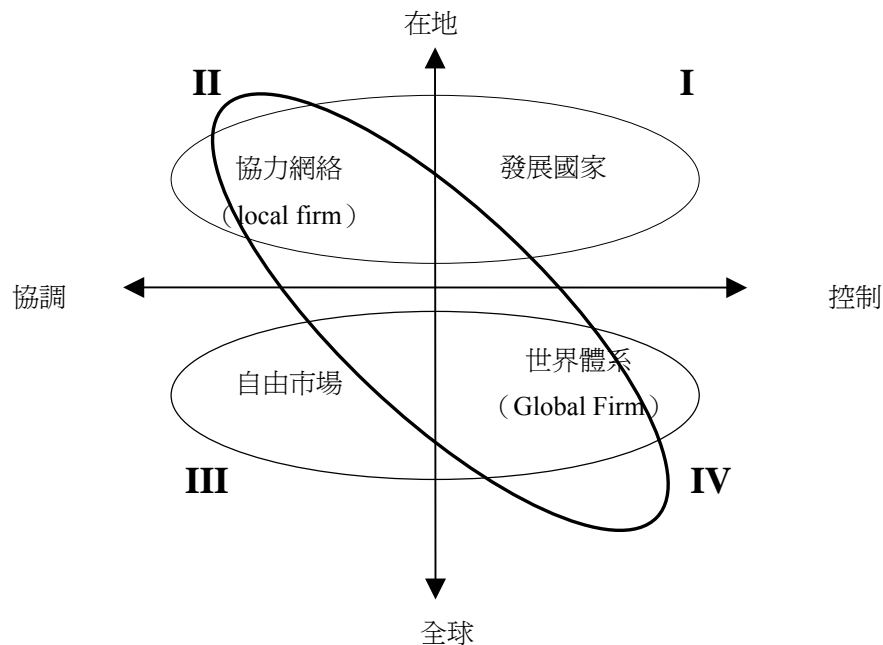 在地
II
I
協力網絡
發展國家
（local firm）
協調
控制
自由市場
世界體系
（Global Firm）
III
IV
全球